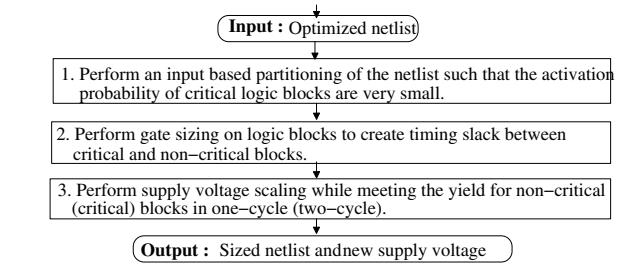 Input : Optimized netlist
1. Perform an input based partitioning of the netlist such that the activation
probability of critical logic blocks are very small.
2. Perform gate sizing on logic blocks to create timing slack between
critical and non−critical blocks.
3. Perform supply voltage scaling while meeting the yield for non−critical
(critical) blocks in one−cycle (two−cycle).
Output : Sized netlist andnew supply voltage